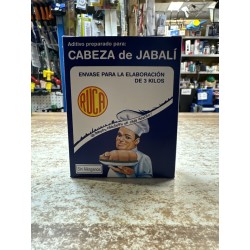 Aditivo preparado para:
CABEZA de JABALÍ
ENVASE PARA LA ELABORACIÓN
DE 3 KILOS
RUCA